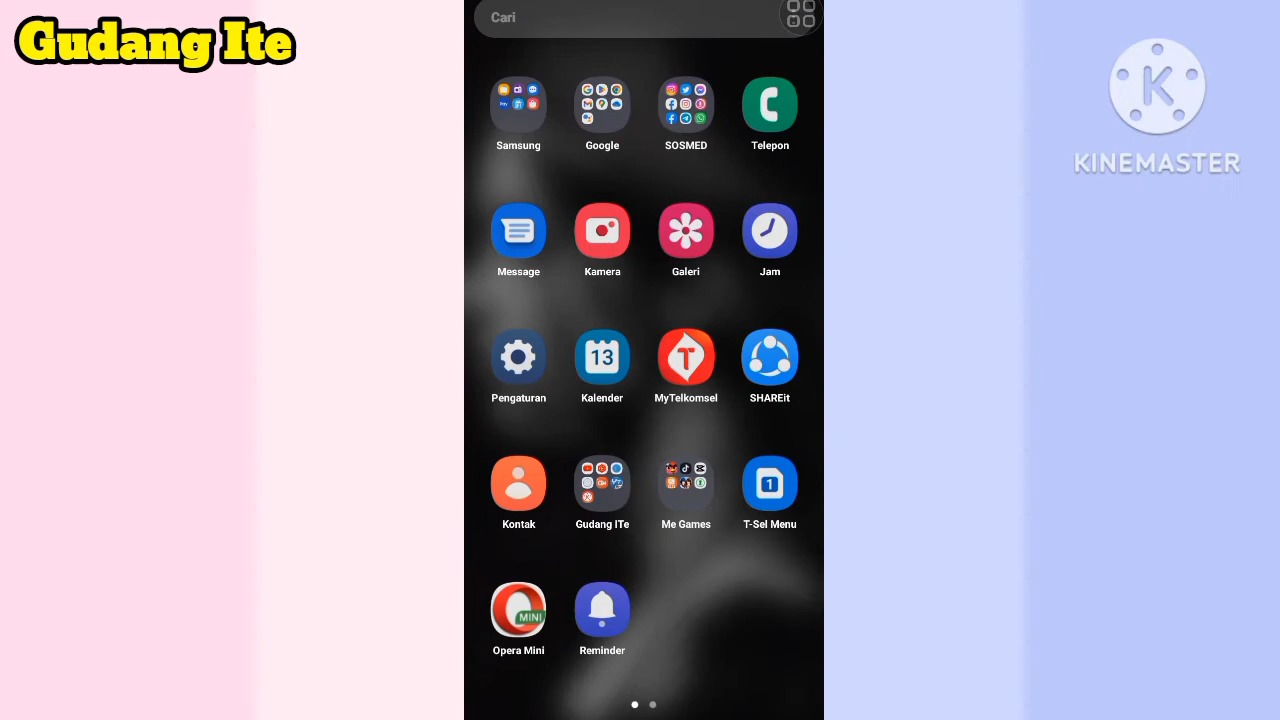 Gudang Ite
KINEMASTER
Cari
Samsung
Google
SOSMED
Telepon
Message
Kamera
Galeri
Jam
Pengaturan
13
Kalender
MyTelkomsel
SHAREit
Kontak
Gudang ITe
Me Games
1
T-Sel Menu
MINI
Opera Mini
Reminder